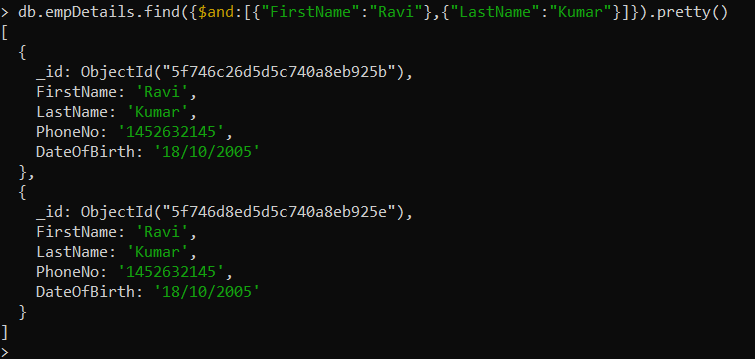 > db.empDetails.find({$and:[{"FirstName":"Ravi"},{"LastName":"Kumar"}]}).pretty()
[
  {
    _id: ObjectId("5f746c26d5d5c740a8eb925b"),
    FirstName: 'Ravi',
    LastName: 'Kumar',
    PhoneNo: '1452632145',
    DateOfBirth: '18/10/2005'
  },
  {
    _id: ObjectId("5f746d8ed5d5c740a8eb925e"),
    FirstName: 'Ravi',
    LastName: 'Kumar',
    PhoneNo: '1452632145',
    DateOfBirth: '18/10/2005'
  }
]
>